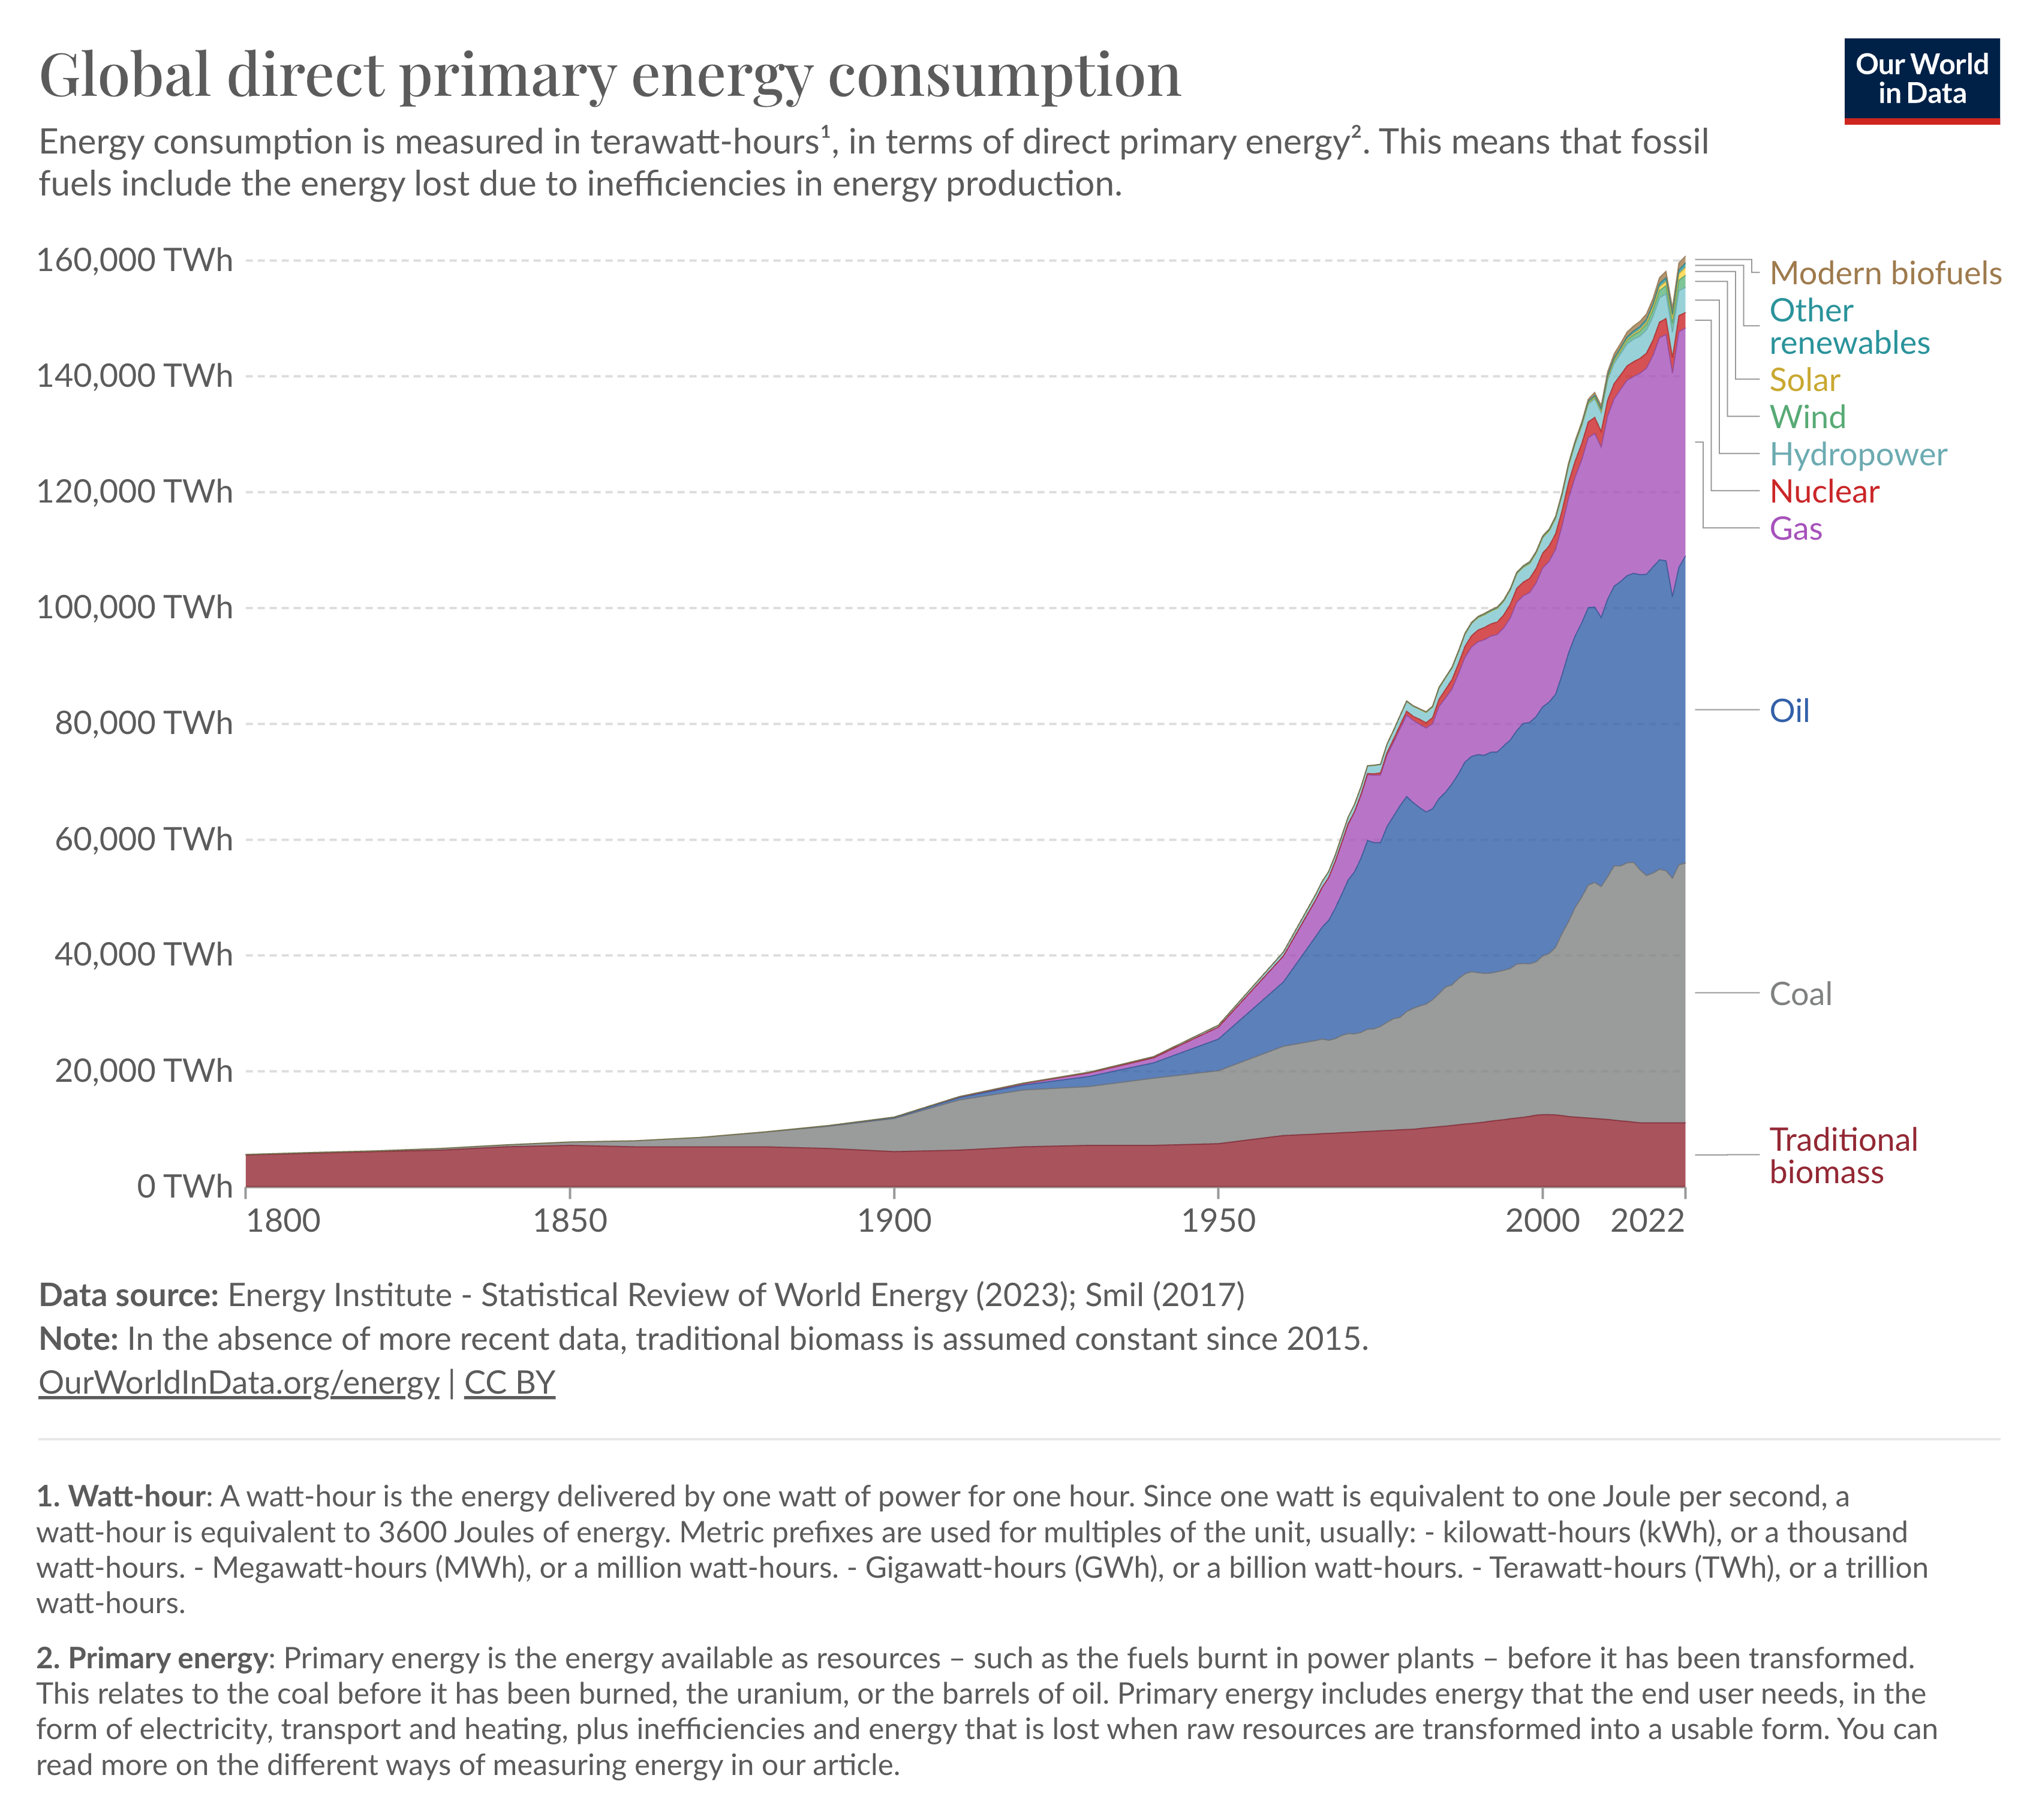 Global direct primary energy consumption
Our World
in Data
Energy consumption is measured in terawatt-hours¹, in terms of direct primary energy². This means that fossil
fuels include the energy lost due to inefficiencies in energy production.
160,000 TWh
140,000 TWh
120,000 TWh
100,000 TWh
80,000 TWh
60,000 TWh
40,000 TWh
20,000 TWh
0 TWh
Modern biofuels
Other
renewables
Solar
Wind
Hydropower
Nuclear
Gas
Oil
Coal
Traditional
biomass
1800 1850 1900 1950 2000 2022
Data source: Energy Institute - Statistical Review of World Energy (2023); Smil (2017)
Note: In the absence of more recent data, traditional biomass is assumed constant since 2015.
OurWorldInData.org/energy | CC BY
1. Watt-hour: A watt-hour is the energy delivered by one watt of power for one hour. Since one watt is equivalent to one Joule per second, a
watt-hour is equivalent to 3600 Joules of energy. Metric prefixes are used for multiples of the unit, usually: - kilowatt-hours (kWh), or a thousand
watt-hours. - Megawatt-hours (MWh), or a million watt-hours. - Gigawatt-hours (GWh), or a billion watt-hours. - Terawatt-hours (TWh), or a trillion
watt-hours.
2. Primary energy: Primary energy is the energy available as resources – such as the fuels burnt in power plants – before it has been transformed.
This relates to the coal before it has been burned, the uranium, or the barrels of oil. Primary energy includes energy that the end user needs, in the
form of electricity, transport and heating, plus inefficiencies and energy that is lost when raw resources are transformed into a usable form. You can
read more on the different ways of measuring energy in our article.